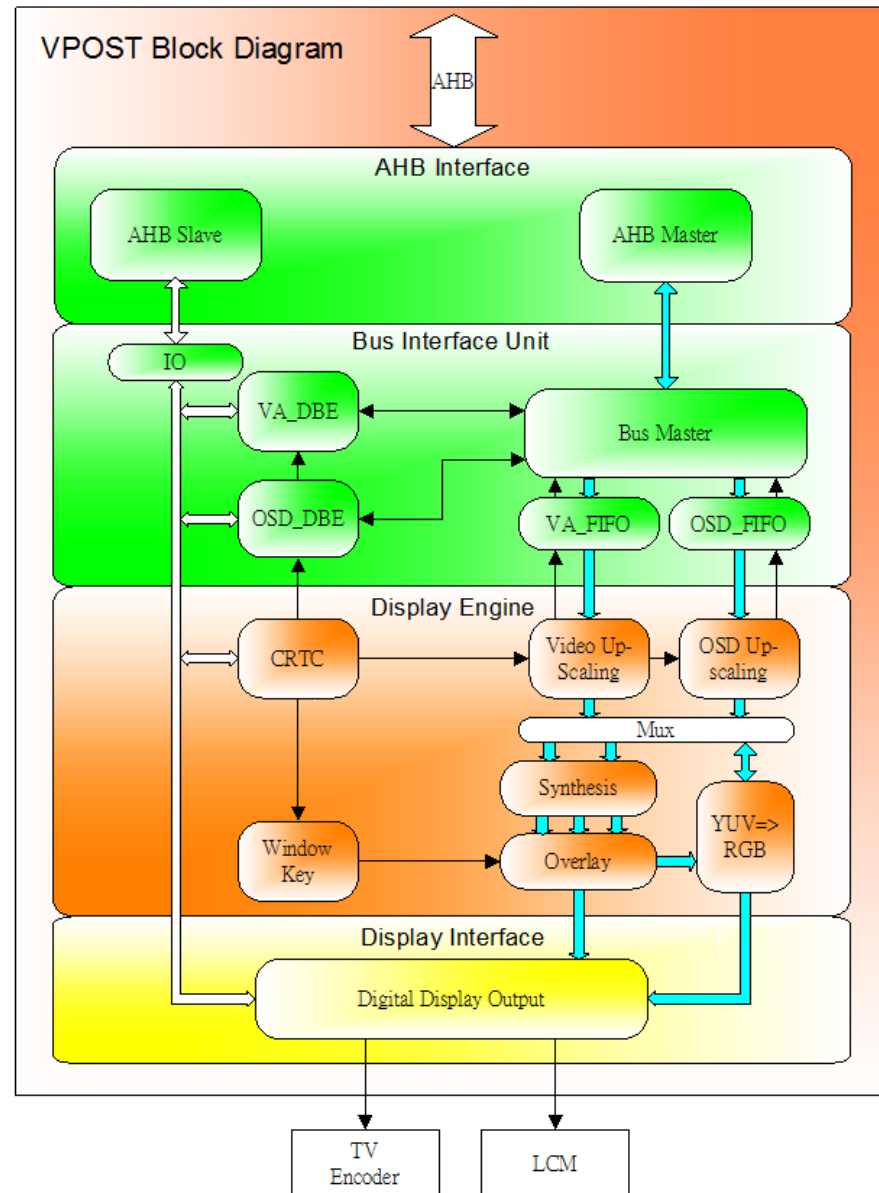 VPOST Block Diagram
AHB
AHB Interface
AHB Slave
AHB Master
Bus Interface Unit
IO
VA_DBE
Bus Master
OSD_DBE
VA_FIFO
OSD_FIFO
Display Engine
CRTC
Video Up-
Scaling
OSD Up-
scaling
Mux
Synthesis
YUV=>
RGB
Window
Key
Overlay
Display Interface
Digital Display Output
TV
Encoder
LCM